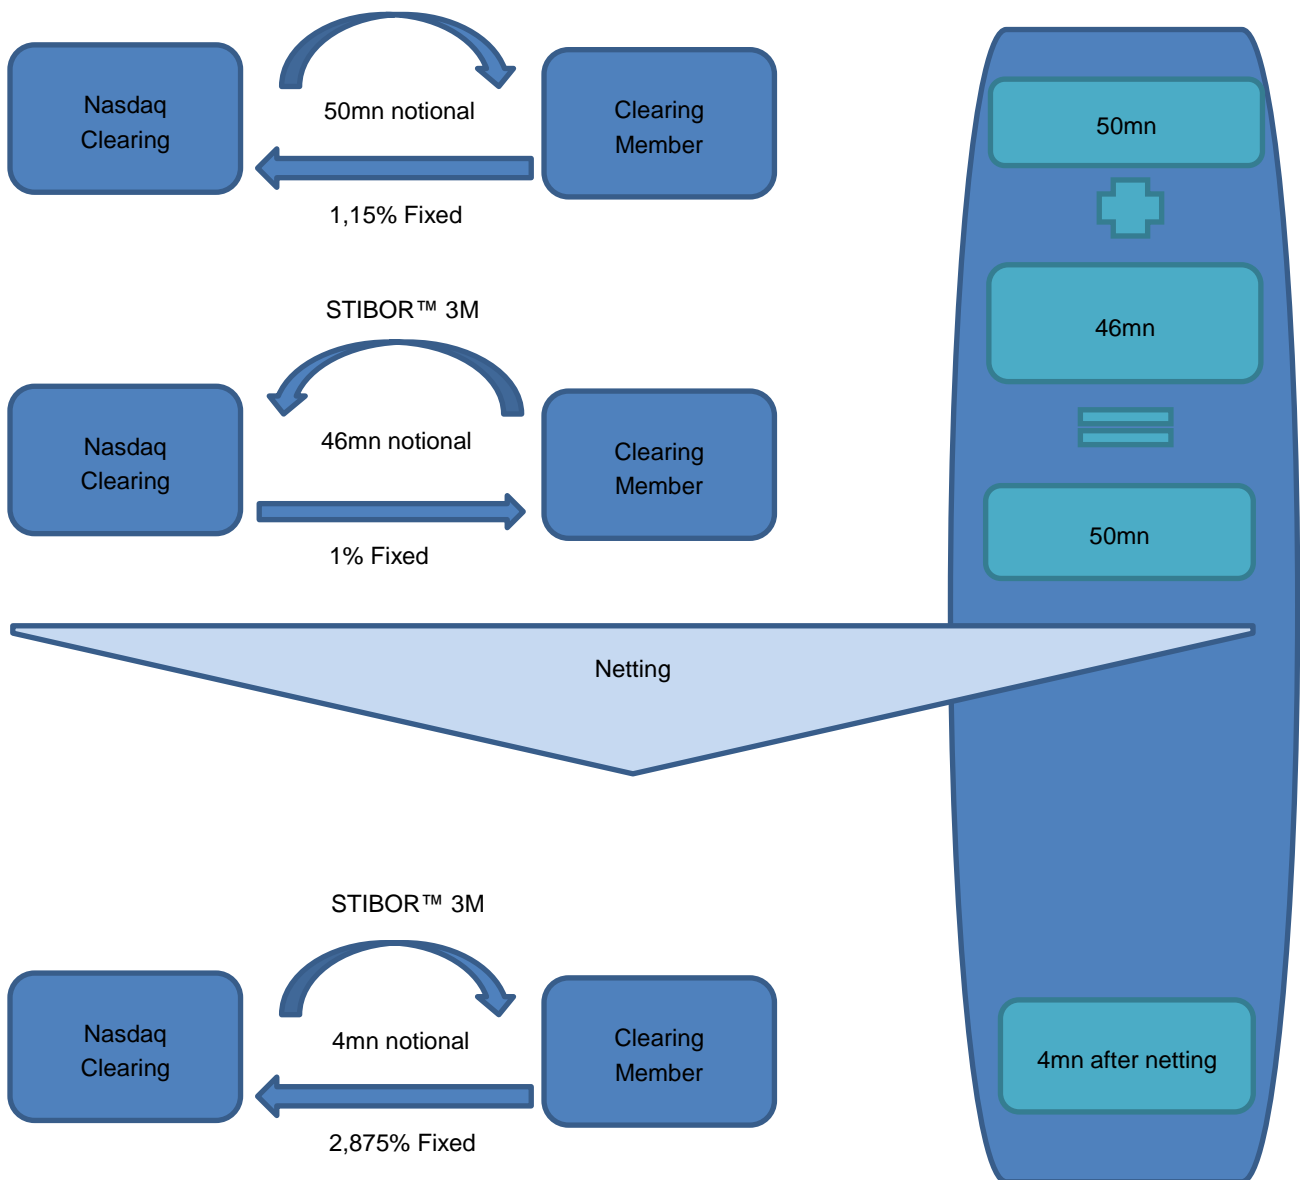 Nasdaq
Clearing
50mn notional
Clearing
Member
1,15% Fixed
50mn
STIBOR™ 3M
46mn
Nasdaq
Clearing
46mn notional
Clearing
Member
1% Fixed
50mn
Netting
STIBOR™ 3M
Nasdaq
Clearing
4mn notional
Clearing
Member
2,875% Fixed
4mn after netting